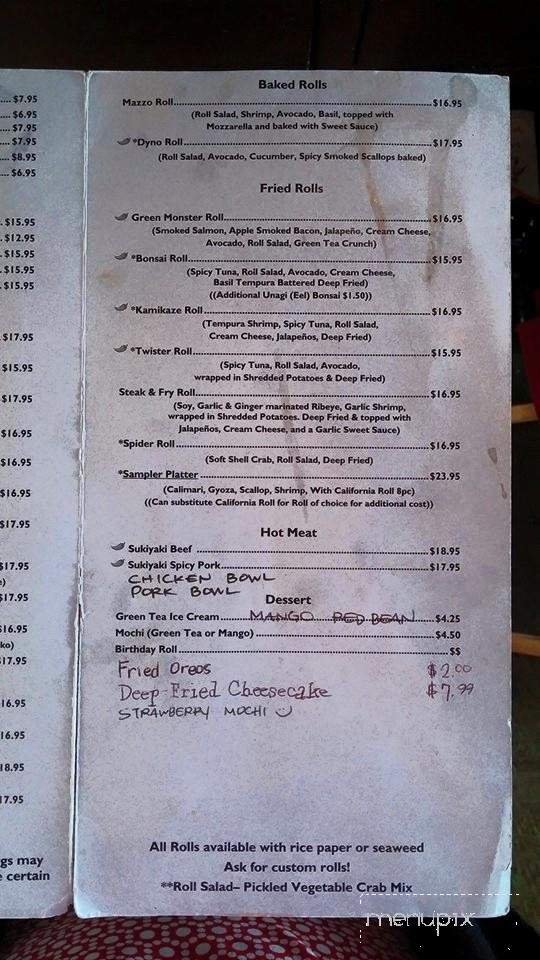 .... $7.95
... $6.95
... $7.95
... $7.95
... $8.95
... $6.95
. $15.95
. $12.95
. $15.95
. $15.95
. $15.95
$17.95
$15.95
$17.95
$16.95
$16.95
$16.95
$17.95
$17.95
e)
$17.95
$16.95
ko)
$17.95
16.95
16.95
18.95
17.95
gs may
e certain
Baked Rolls
Mazzo Roll $16.95
(Roll Salad, Shrimp, Avocado, Basil, topped with
Mozzarella and baked with Sweet Sauce)
*Dyno Roll $17.95
(Roll Salad, Avocado, Cucumber, Spicy Smoked Scallops baked)
Fried Rolls
Green Monster Roll $16.95
(Smoked Salmon, Apple Smoked Bacon, Jalapeño, Cream Cheese,
Avocado, Roll Salad, Green Tea Crunch)
*Bonsai Roll $15.95
(Spicy Tuna, Roll Salad, Avocado, Cream Cheese,
Basil Tempura Battered Deep Fried)
((Additional Unagi (Eel) Bonsai $1.50))
*Kamikaze Roll $16.95
(Tempura Shrimp, Spicy Tuna, Roll Salad,
Cream Cheese, Jalapeños, Deep Fried)
*Twister Roll $15.95
(Spicy Tuna, Roll Salad, Avocado,
wrapped in Shredded Potatoes & Deep Fried)
Steak & Fry Roll $16.95
(Soy, Garlic & Ginger marinated Ribeye, Garlic Shrimp,
wrapped in Shredded Potatoes. Deep Fried & topped with
Jalapeños, Cream Cheese, and a Garlic Sweet Sauce)
*Spider Roll $16.95
(Soft Shell Crab, Roll Salad, Deep Fried)
*Sampler Platter $23.95
(Calimari, Gyoza, Scallop, Shrimp, With California Roll 8pc)
((Can substitute California Roll for Roll of choice for additional cost))
Hot Meat
Sukiyaki Beef $18.95
Sukiyaki Spicy Pork $17.95
CHICKEN BOWL
PORK BOWL
Dessert
Green Tea Ice Cream MANGO RED BEAN $4.25
Mochi (Green Tea or Mango) $4.50
Birthday Roll $$
Fried Oreos $2.00
Deep-Fried Cheesecake $7.99
STRAWBERRY MOCHI
All Rolls available with rice paper or seaweed
Ask for custom rolls!
**Roll Salad– Pickled Vegetable Crab Mix
menupix